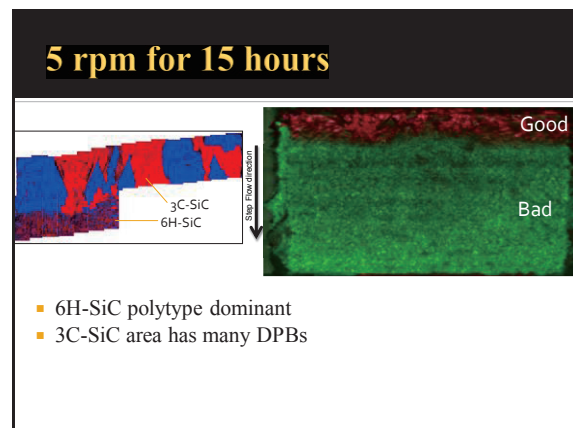 5 rpm for 15 hours
Good
3C-SiC
6H-SiC
Step Flow direction
Bad
6H-SiC polytype dominant
3C-SiC area has many DPBs